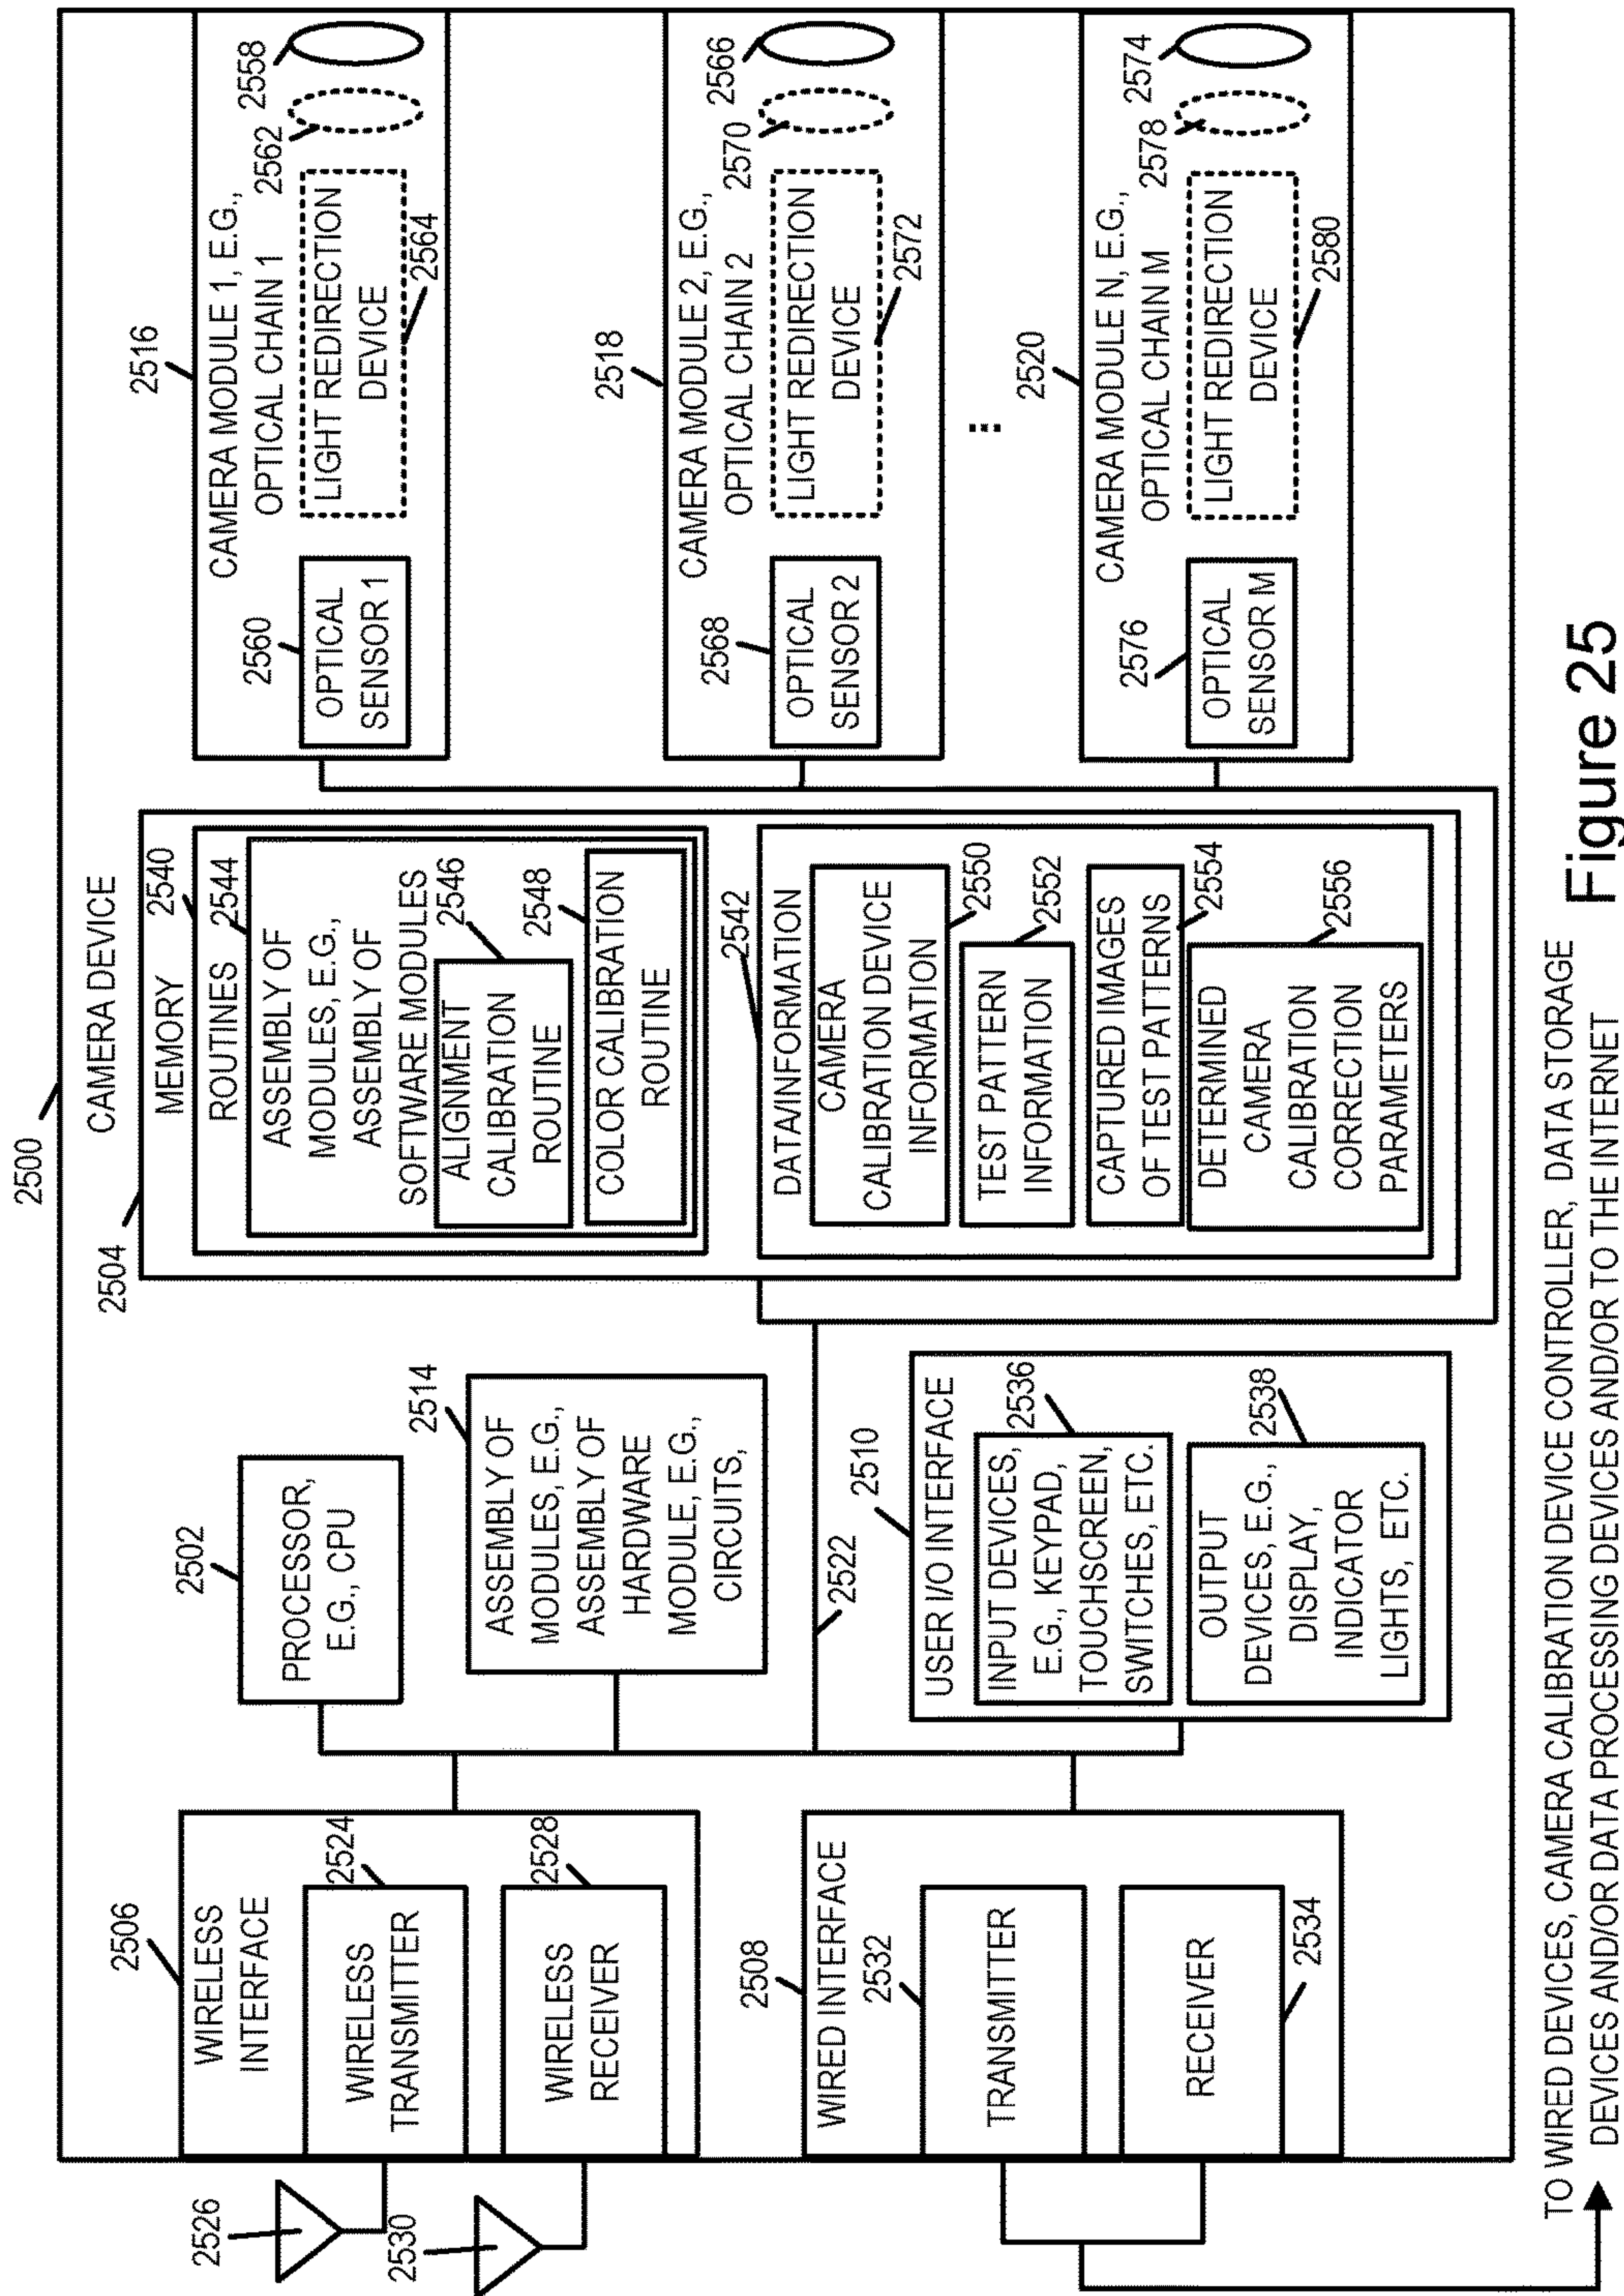 2500
CAMERA DEVICE
2506
WIRELESS
INTERFACE
2524
WIRELESS
TRANSMITTER
2528
WIRELESS
RECEIVER
2526
2530
2508
WIRED INTERFACE
2532
TRANSMITTER
RECEIVER
2534
2502
PROCESSOR,
E.G., CPU
2514
ASSEMBLY OF
MODULES, E.G.,
ASSEMBLY OF
HARDWARE
MODULE, E.G.,
CIRCUITS,
2522
2510
USER I/O INTERFACE
2536
INPUT DEVICES,
E.G., KEYPAD,
TOUCHSCREEN,
SWITCHES, ETC.
2538
OUTPUT
DEVICES, E.G.,
DISPLAY,
INDICATOR
LIGHTS, ETC.
2504
MEMORY
2540
ROUTINES
2544
ASSEMBLY OF
MODULES, E.G.,
ASSEMBLY OF
SOFTWARE MODULES
2546
ALIGNMENT
CALIBRATION
ROUTINE
2548
COLOR CALIBRATION
ROUTINE
2542
DATA/INFORMATION
CAMERA
CALIBRATION DEVICE
INFORMATION
2550
TEST PATTERN
INFORMATION
2552
CAPTURED IMAGES
OF TEST PATTERNS
2554
DETERMINED
CAMERA
CALIBRATION
CORRECTION
PARAMETERS
2556
2516
CAMERA MODULE 1, E.G.,
OPTICAL CHAIN 1
2558
2562
2560
OPTICAL
SENSOR 1
LIGHT REDIRECTION
DEVICE
2564
2518
CAMERA MODULE 2, E.G.,
OPTICAL CHAIN 2
2566
2570
2568
OPTICAL
SENSOR 2
LIGHT REDIRECTION
DEVICE
2572
2520
CAMERA MODULE N, E.G.,
OPTICAL CHAIN M
2574
2578
2576
OPTICAL
SENSOR M
LIGHT REDIRECTION
DEVICE
2580
TO WIRED DEVICES, CAMERA CALIBRATION DEVICE CONTROLLER, DATA STORAGE
DEVICES AND/OR DATA PROCESSING DEVICES AND/OR TO THE INTERNET
Figure 25